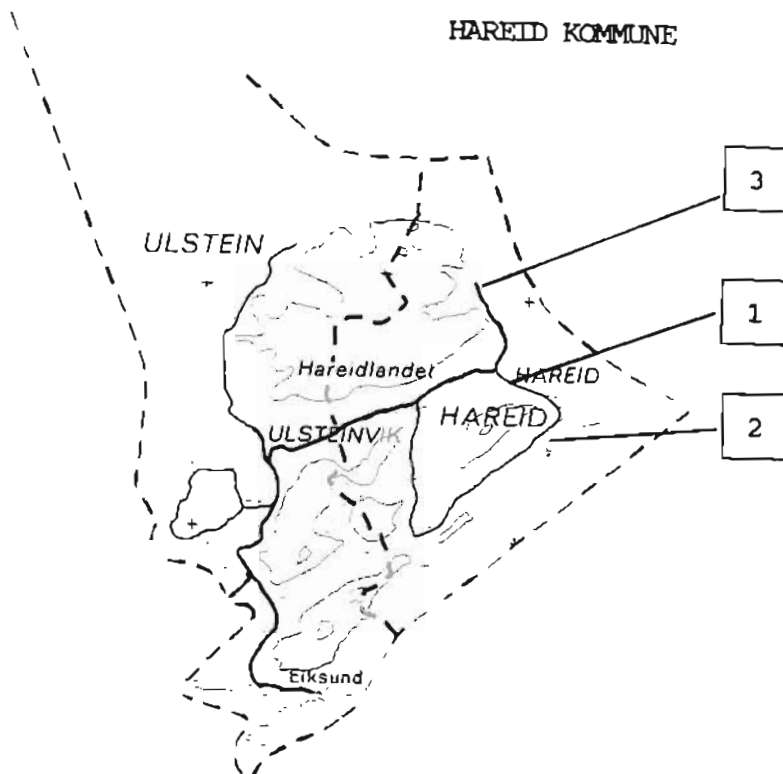 HAREID KOMMUNE
3
ULSTEIN
1
Hareidlandet
HAREID
HAREID
ULSTEINVIK
2
Eiksund